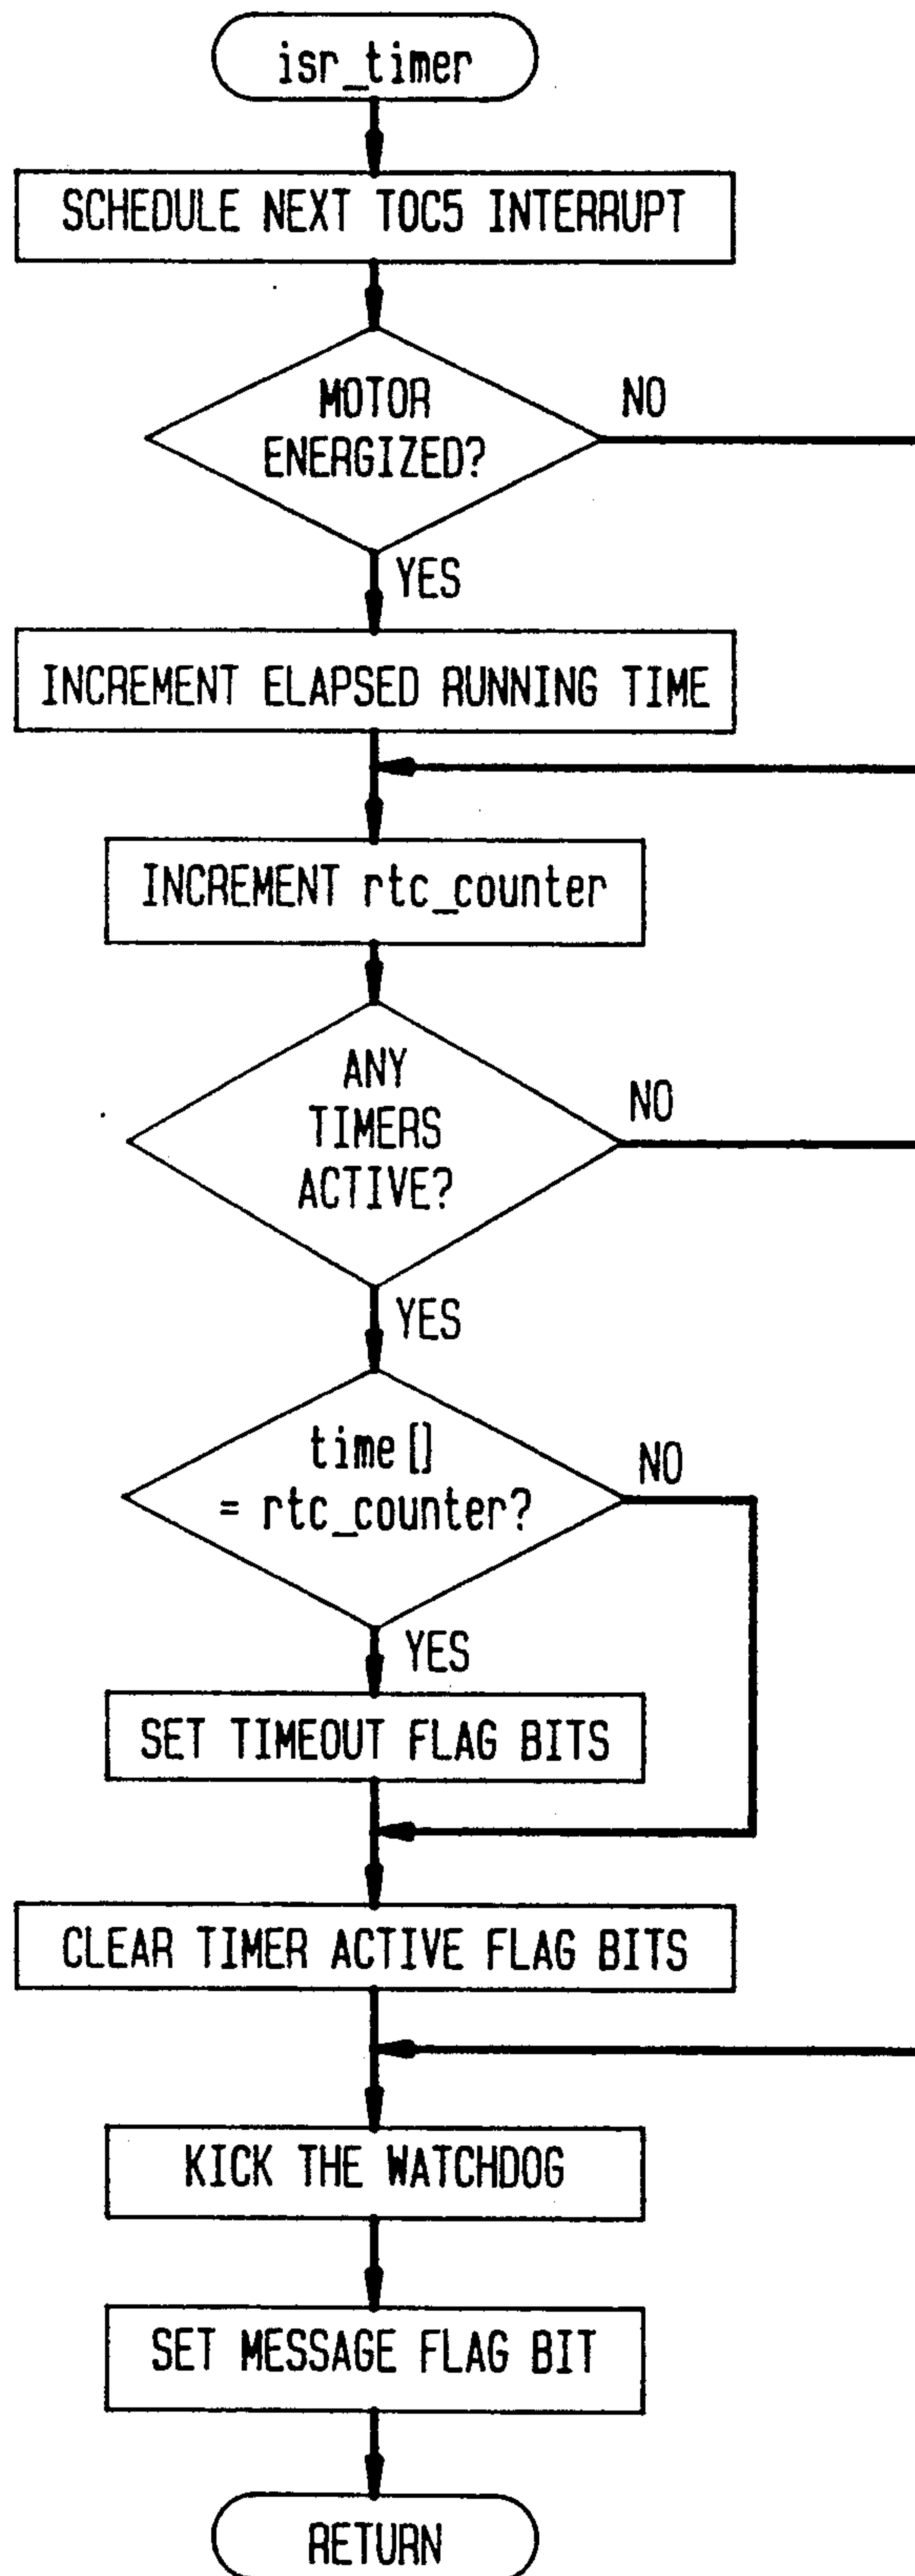 isr_timer
SCHEDULE NEXT TOC5 INTERRUPT
MOTOR
ENERGIZED?
NO
YES
INCREMENT ELAPSED RUNNING TIME
INCREMENT rtc_counter
ANY
TIMERS
ACTIVE?
NO
YES
time[]
= rtc_counter?
NO
YES
SET TIMEOUT FLAG BITS
CLEAR TIMER ACTIVE FLAG BITS
KICK THE WATCHDOG
SET MESSAGE FLAG BIT
RETURN